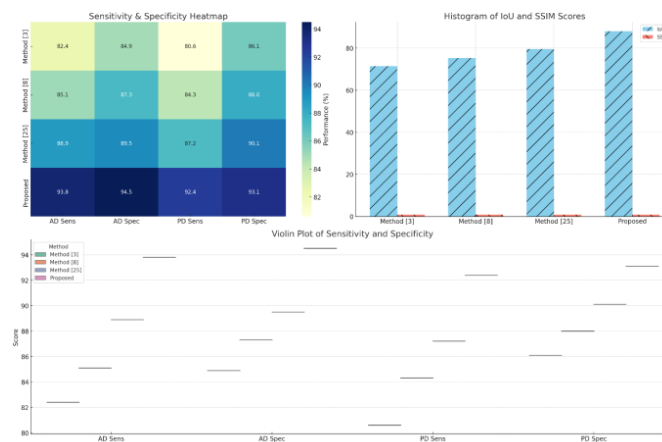 Sensitivity & Specificity Heatmap
Method [3]
82.4
84.9
80.6
86.1
Method [8]
85.1
87.3
84.3
Method [25]
88.9
89.5
87.2
90.1
Proposed
93.8
94.5
92.4
93.1
AD Sens
AD Spec
PD Sens
PD Spec
94
92
90
88
86
84
82
Performance (%)
Histogram of IoU and SSIM Scores
80
60
40
20
0
Method [3]
Method [8]
Method [25]
Proposed
Violin Plot of Sensitivity and Specificity
Method
Method [3]
Method [8]
Method [25]
Proposed
Score
94
92
90
88
86
84
82
80
AD Sens
AD Spec
PD Sens
PD Spec